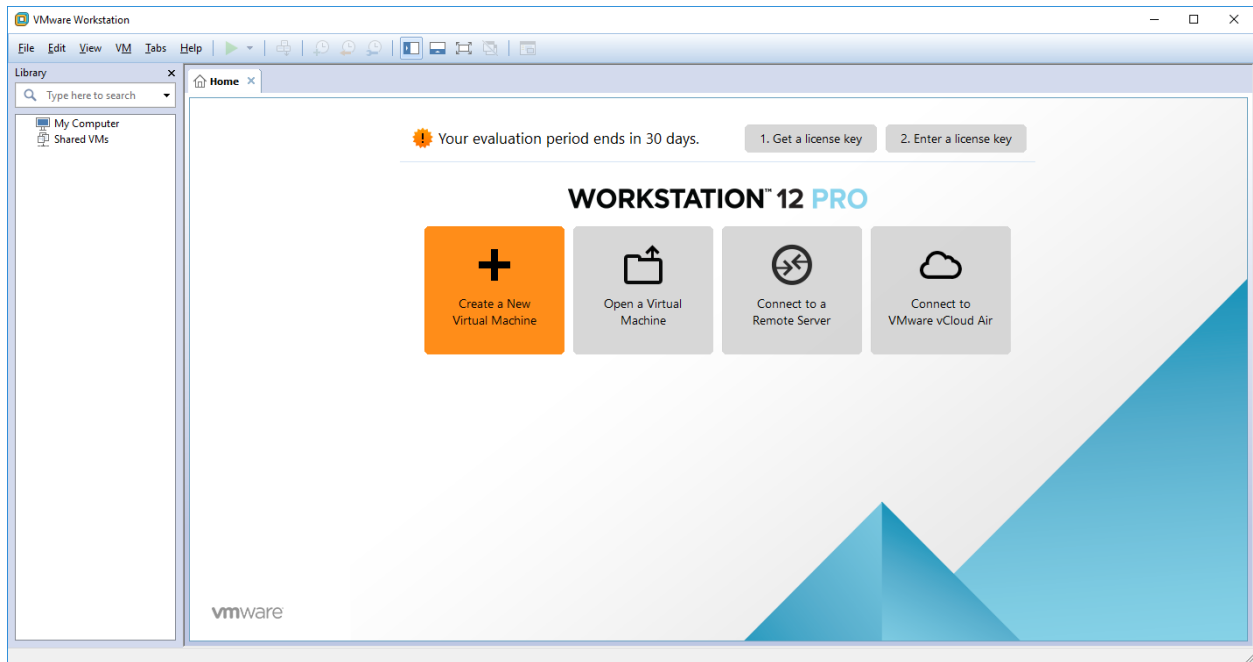 VMware Workstation
File Edit View VM Tabs Help
Library
Type here to search
My Computer
Shared VMs
Home
Your evaluation period ends in 30 days.
1. Get a license key
2. Enter a license key
WORKSTATION™ 12 PRO
Create a New
Virtual Machine
Open a Virtual
Machine
Connect to a
Remote Server
Connect to
VMware vCloud Air
vmware